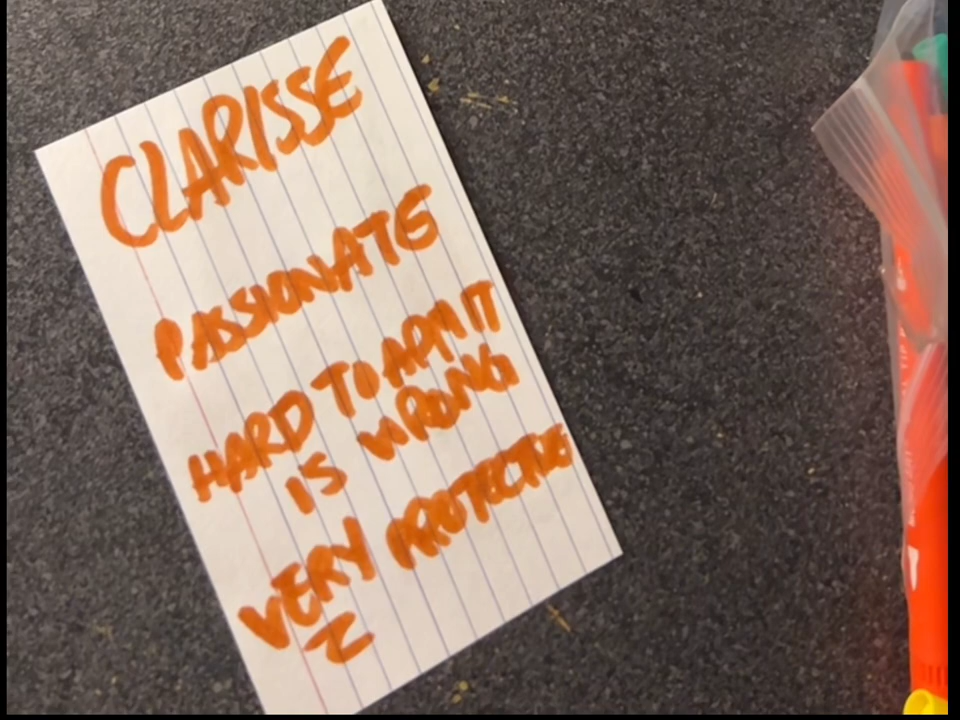 CLARISSE
PASSIONATE
HARD TO ADMIT
IS WRONG
VERY PROTECTIVE